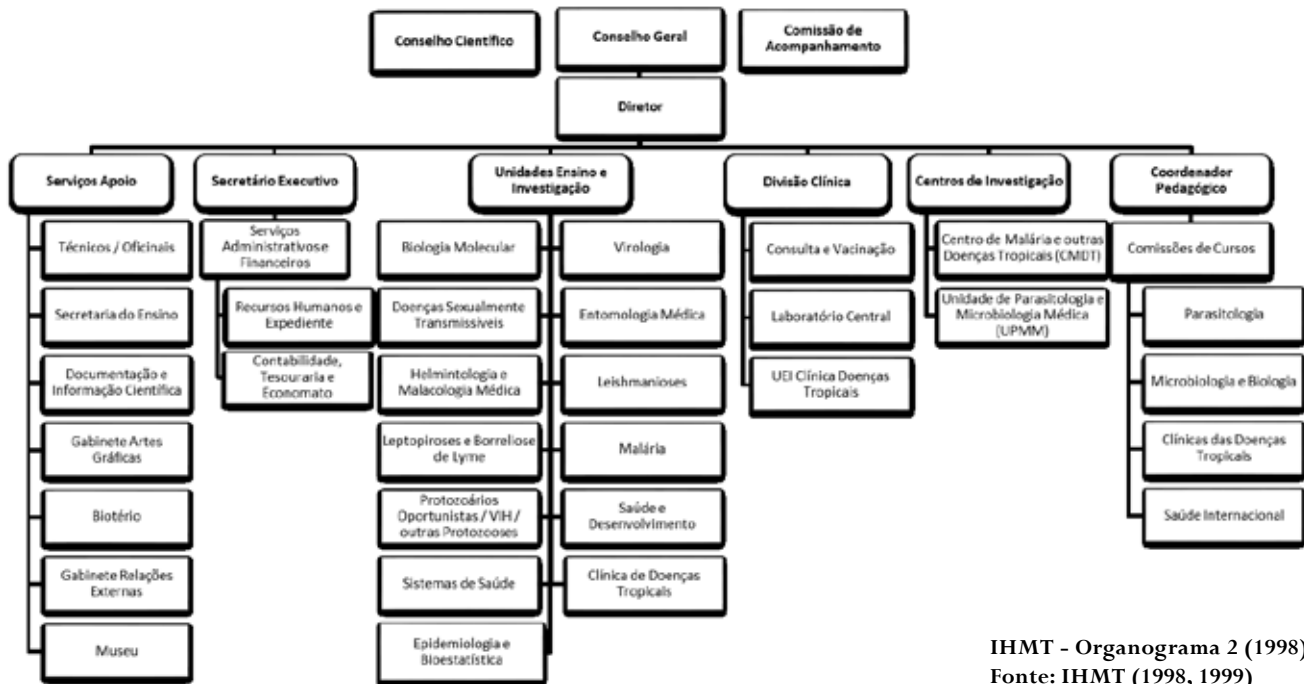 Conselho Científico
Conselho Geral
Comissão de
Acompanhamento
Diretor
Serviços Apoio
Secretário Executivo
Unidades Ensino e
Investigação
Divisão Clínica
Centros de Investigação
Coordenador
Pedagógico
Técnicos / Oficinais
Secretaria do Ensino
Documentação e
Informação Científica
Gabinete Artes
Gráficas
Biotério
Gabinete Relações
Externas
Museu
Serviços
Administrativos e
Financeiros
Recursos Humanos e
Expediente
Contabilidade,
Tesouraria e
Economato
Biologia Molecular
Doenças Sexualmente
Transmissíveis
Helmintologia e
Malacologia Médica
Leptopiroses e Borreliose
de Lyme
Protozoários
Oportunistas / VIH /
outras Protozooses
Sistemas de Saúde
Epidemiologia e
Bioestatística
Virologia
Entomologia Médica
Leishmanioses
Malária
Saúde e
Desenvolvimento
Clínica de Doenças
Tropicais
Consulta e Vacinação
Laboratório Central
UEI Clínica Doenças
Tropicais
Centro de Malária e outras
Doenças Tropicais (CMDT)
Unidade de Parasitologia e
Microbiologia Médica
(UPMM)
Comissões de Cursos
Parasitologia
Microbiologia e Biologia
Clínicas das Doenças
Tropicais
Saúde Internacional
IHMT - Organograma 2 (1998)
Fonte: IHMT (1998, 1999)